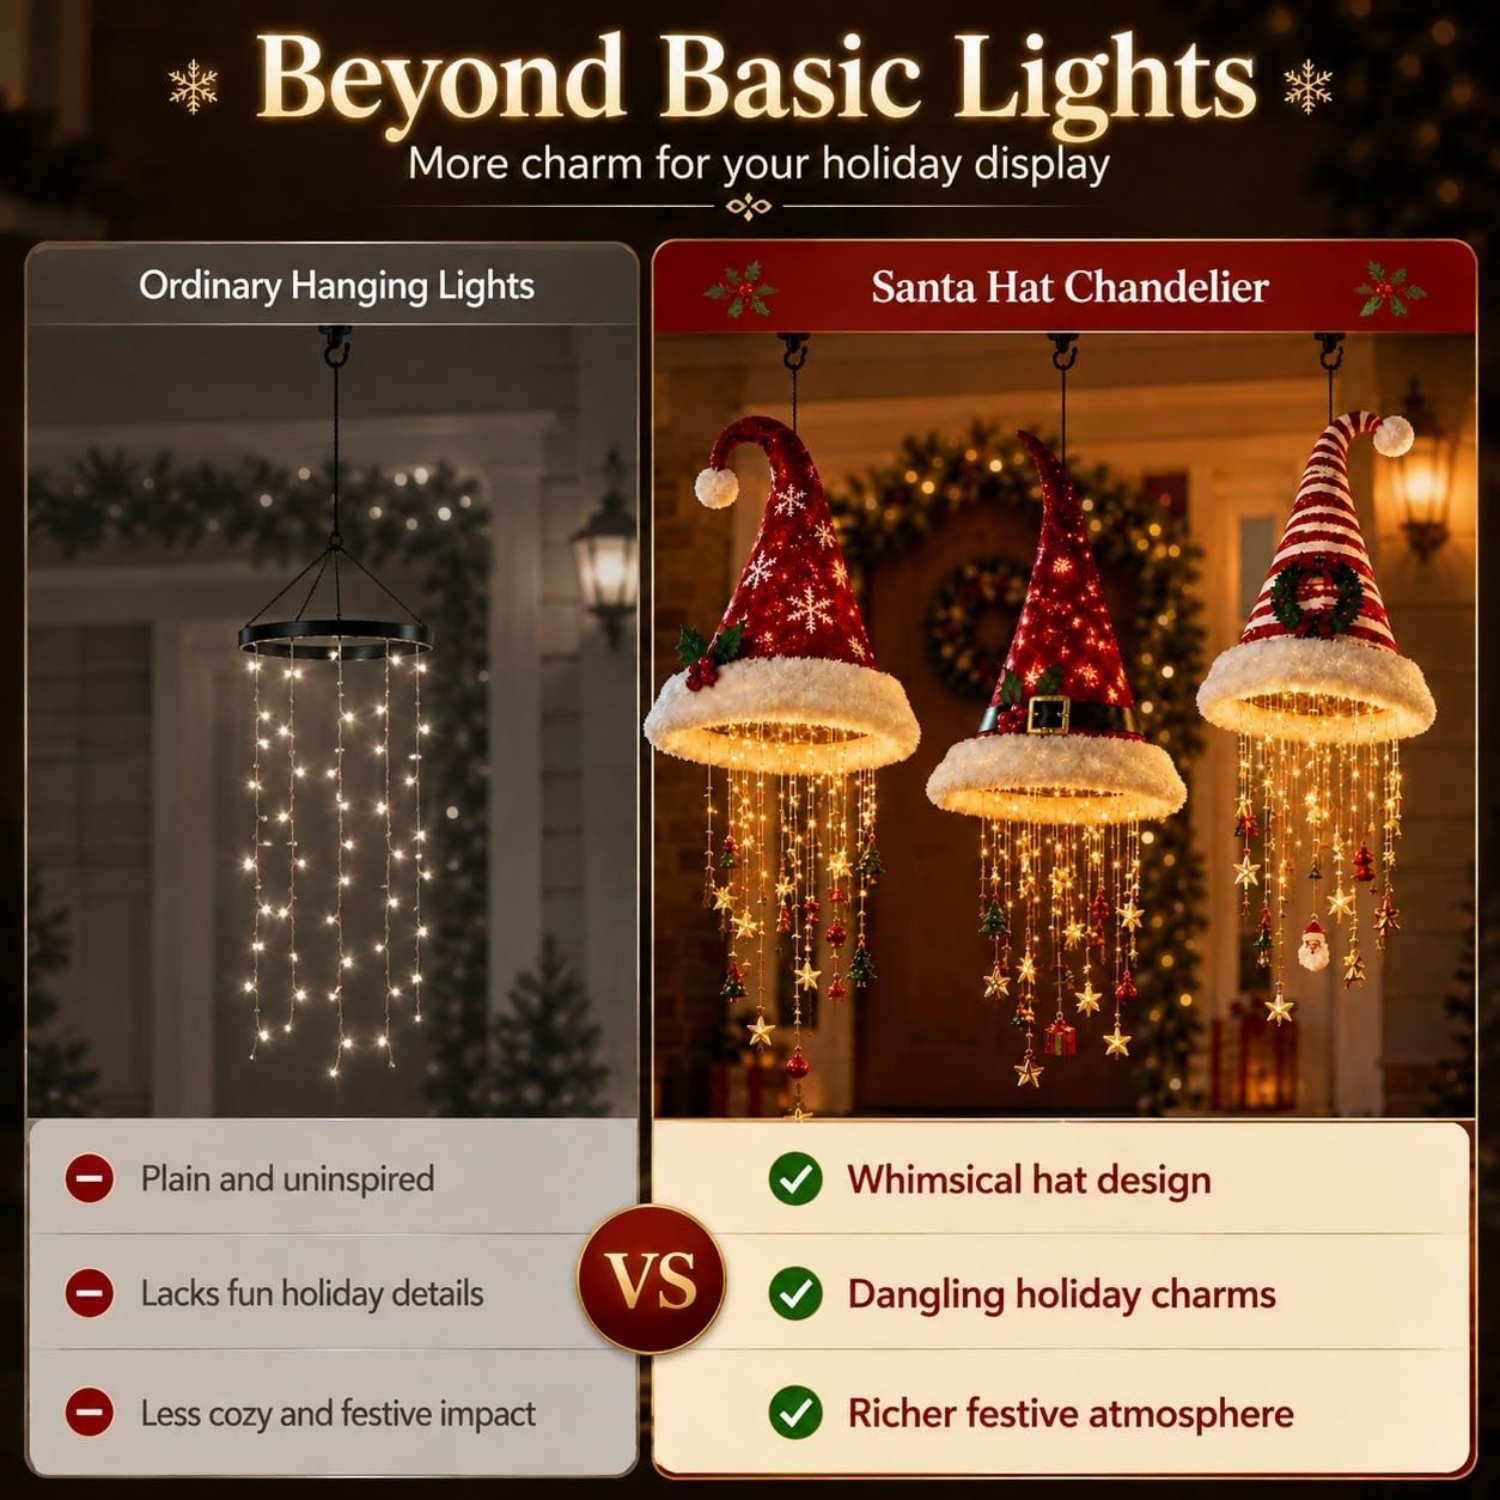 Beyond Basic Lights
More charm for your holiday display
Ordinary Hanging Lights
Plain and uninspired
Lacks fun holiday details
Less cozy and festive impact
VS
Santa Hat Chandelier
Whimsical hat design
Dangling holiday charms
Richer festive atmosphere